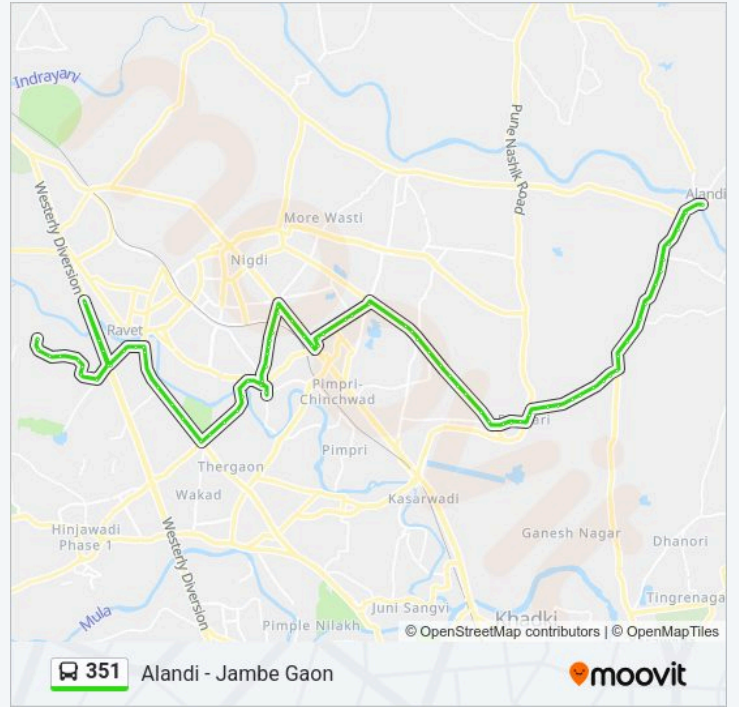 Indrayani
Pune Nashik Road
Alandi
Westerly Diversion
More Wasti
Nigdi
Ravet
Pimpri-
Chinchwad
Thergaon
Pimpri
Wakad
Kasarwadi
Hinjawadi
Phase 1
Westerly Diversion
Ganesh Nagar
Dhanori
Tingrenaga
Mula
Juni Sangvi
Pimple Nilakh
Khadki
© OpenStreetMap contributors | © OpenMapTiles
351 Alandi - Jambe Gaon
moovit